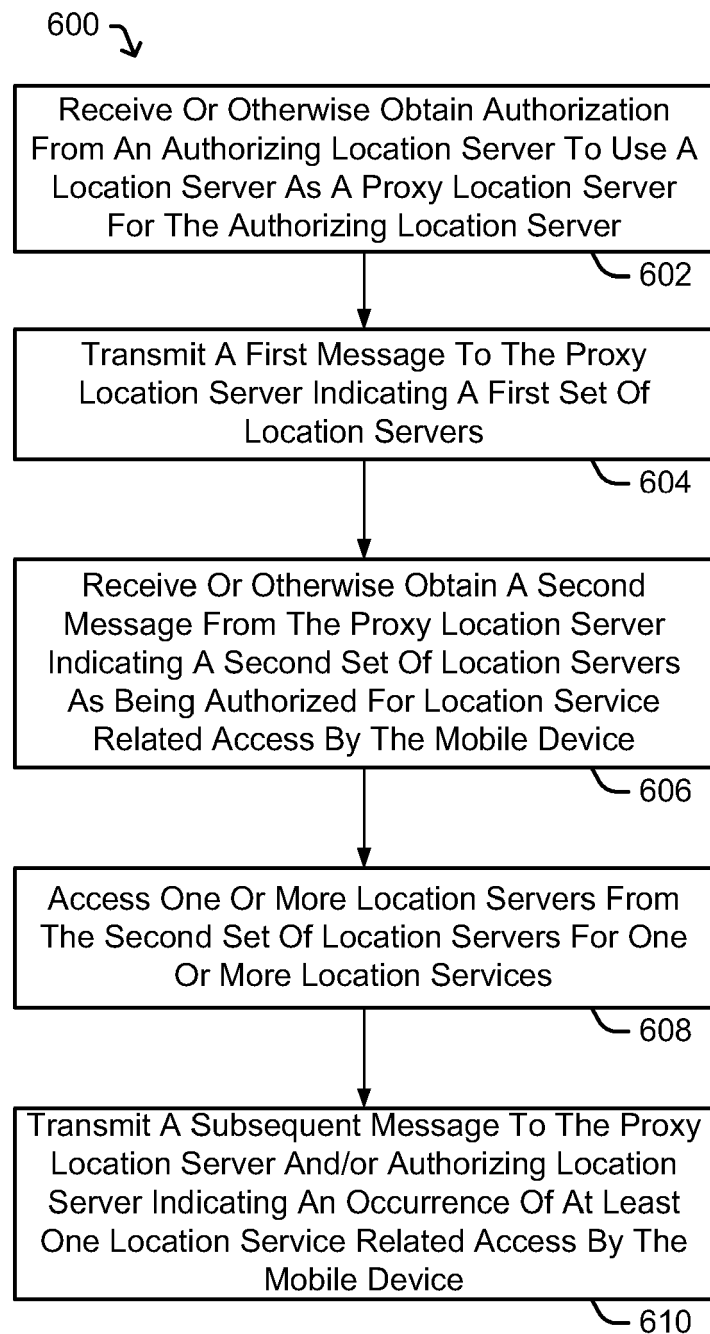 600
Receive Or Otherwise Obtain Authorization
From An Authorizing Location Server To Use A
Location Server As A Proxy Location Server
For The Authorizing Location Server
602
Transmit A First Message To The Proxy
Location Server Indicating A First Set Of
Location Servers
604
Receive Or Otherwise Obtain A Second
Message From The Proxy Location Server
Indicating A Second Set Of Location Servers
As Being Authorized For Location Service
Related Access By The Mobile Device
606
Access One Or More Location Servers From
The Second Set Of Location Servers For One
Or More Location Services
608
Transmit A Subsequent Message To The Proxy
Location Server And/or Authorizing Location
Server Indicating An Occurrence Of At Least
One Location Service Related Access By The
Mobile Device
610